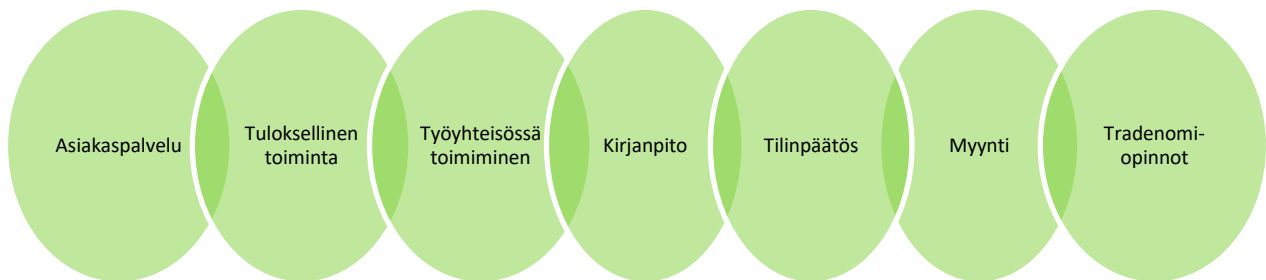 Asiakaspalvelu
Tuloksellinen
toiminta
Työyhteisössä
toimiminen
Kirjanpito
Tilinpäätös
Myynti
Tradenomi-
opinnot